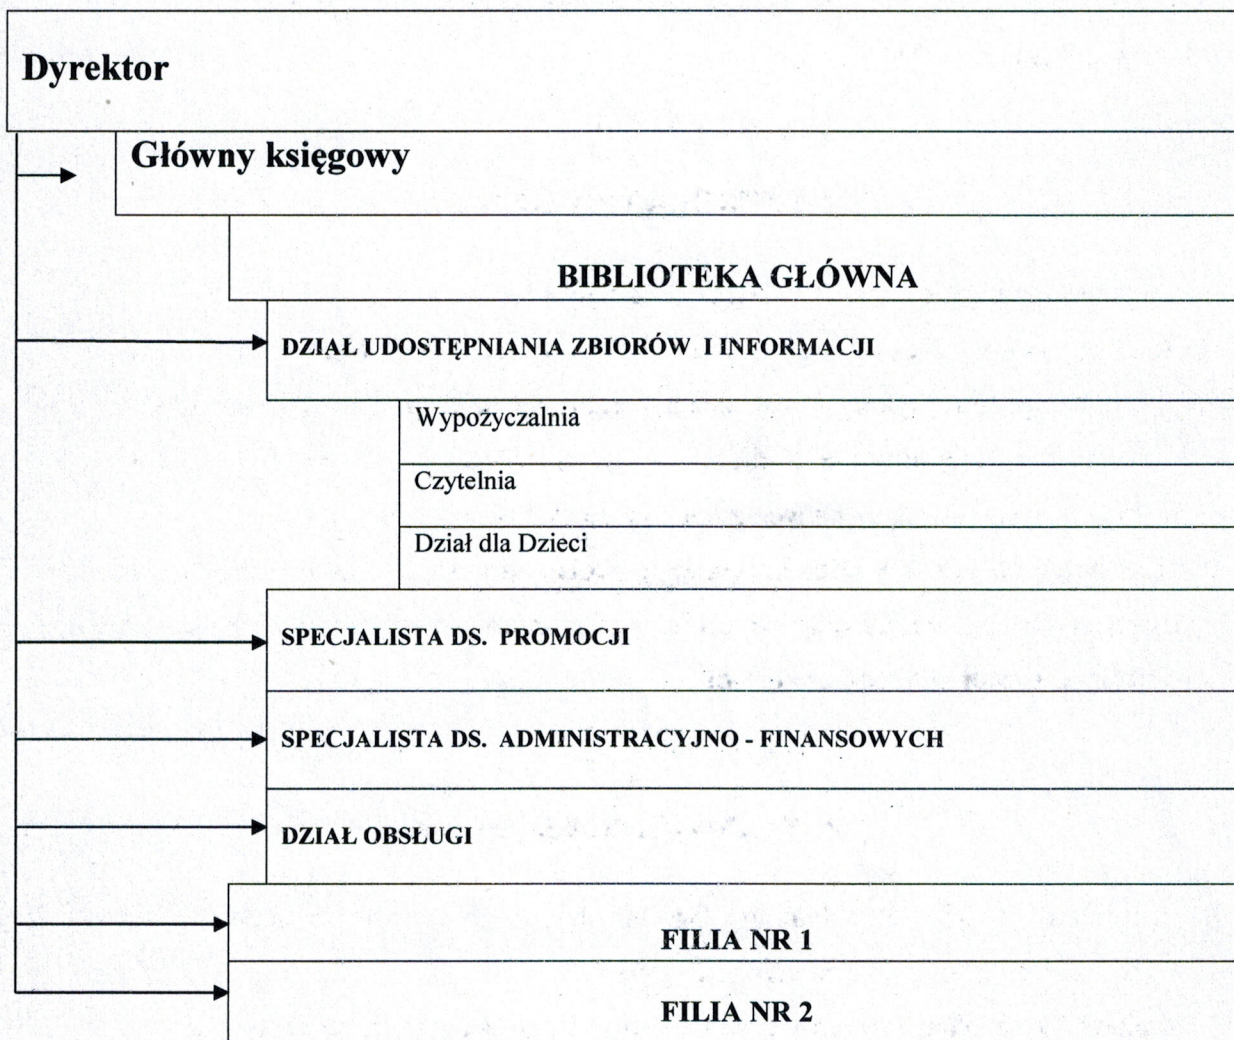 Dyrektor
Główny księgowy
BIBLIOTEKA GŁÓWNA
DZIAŁ UDOSTĘPNIANIA ZBIORÓW I INFORMACJI
Wypożyczalnia
Czytelnia
Dział dla Dzieci
SPECJALISTA DS. PROMOCJI
SPECJALISTA DS. ADMINISTRACYJNO - FINANSOWYCH
DZIAŁ OBSŁUGI
FILIA NR 1
FILIA NR 2